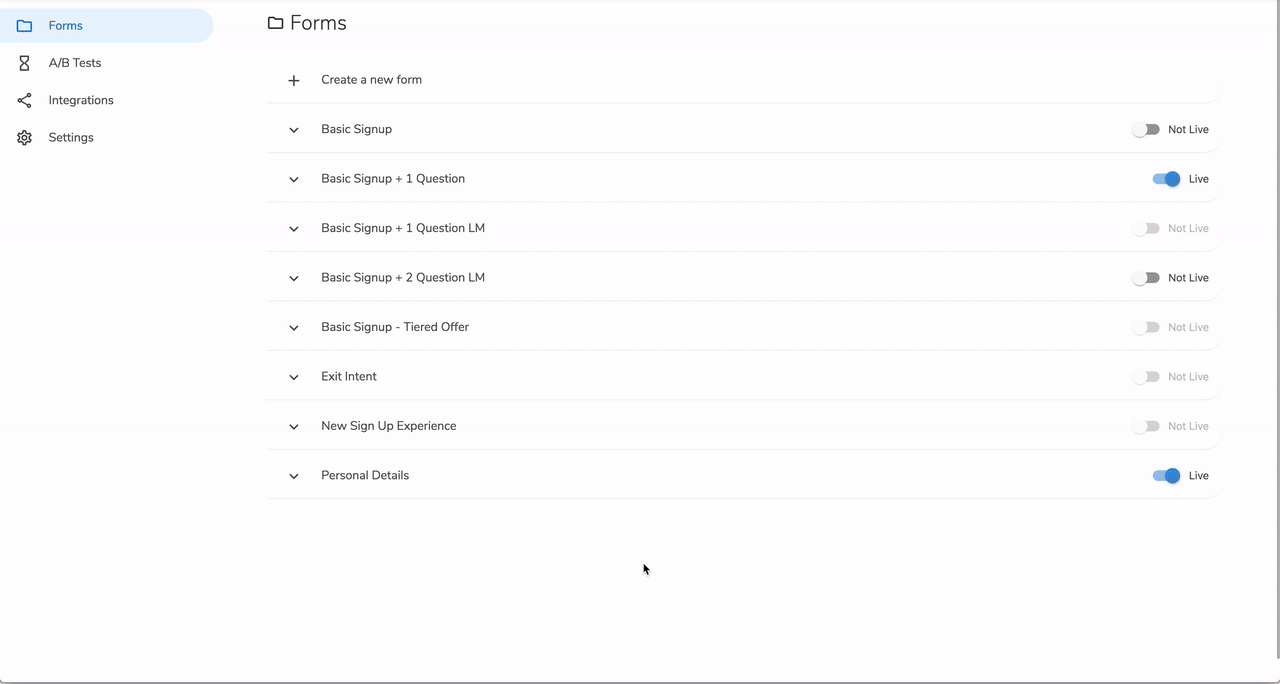 Forms
A/B Tests
Integrations
Settings
Forms
Create a new form
Basic Signup Not Live
Basic Signup + 1 Question Live
Basic Signup + 1 Question LM Not Live
Basic Signup + 2 Question LM Not Live
Basic Signup - Tiered Offer Not Live
Exit Intent Not Live
New Sign Up Experience Not Live
Personal Details Live